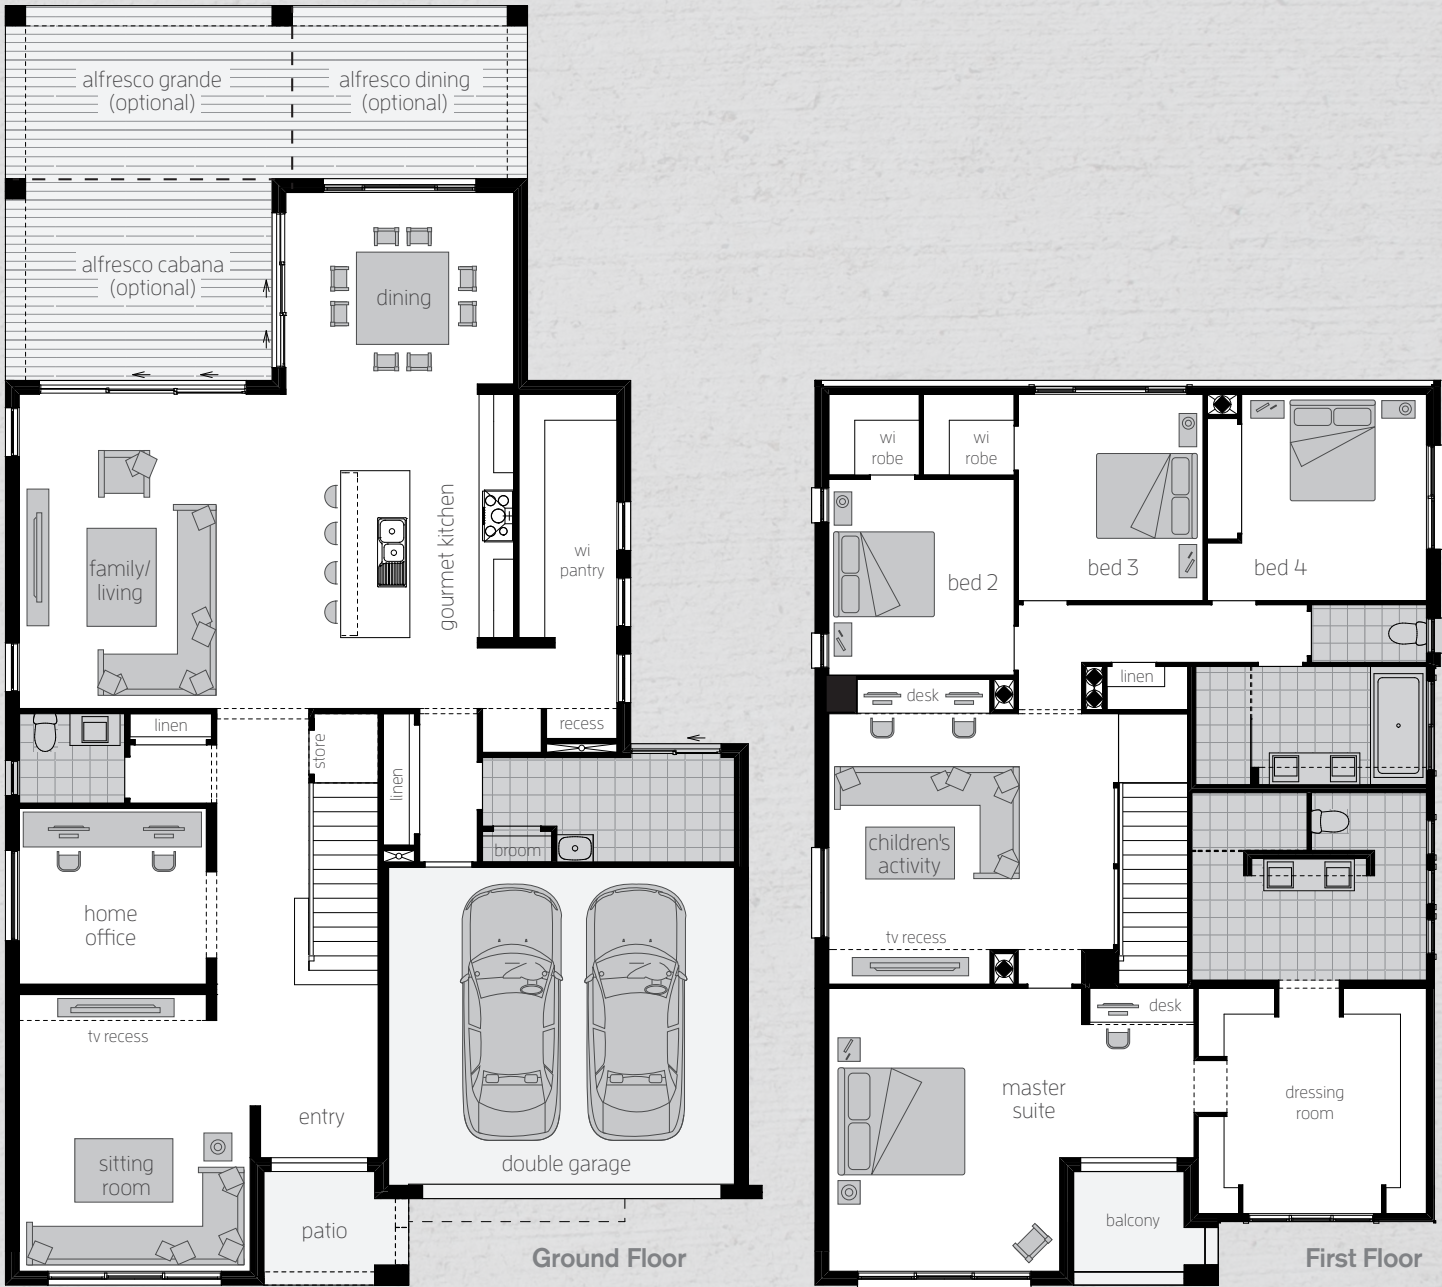 alfresco grande
(optional)
alfresco dining
(optional)
alfresco cabana
(optional)
dining
gourmet kitchen
family/
living
wi
pantry
recess
linen
store
linen
broom
home
office
tv recess
entry
sitting
room
double garage
patio
Ground Floor
wi
robe
wi
robe
bed 2
bed 3
bed 4
desk
linen
children's
activity
tv recess
desk
master
suite
dressing
room
balcony
First Floor